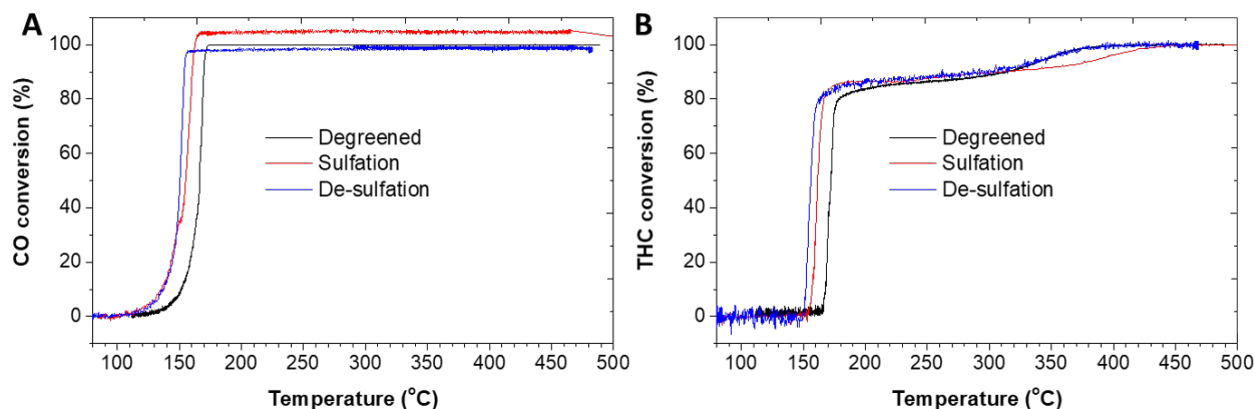 A
CO conversion (%)
100
80
60
40
20
0
Degreened
Sulfation
De-sulfation
100 150 200 250 300 350 400 450 500
Temperature (°C)
B
THC conversion (%)
100
80
60
40
20
0
Degreened
Sulfation
De-sulfation
100 150 200 250 300 350 400 450 500
Temperature (°C)